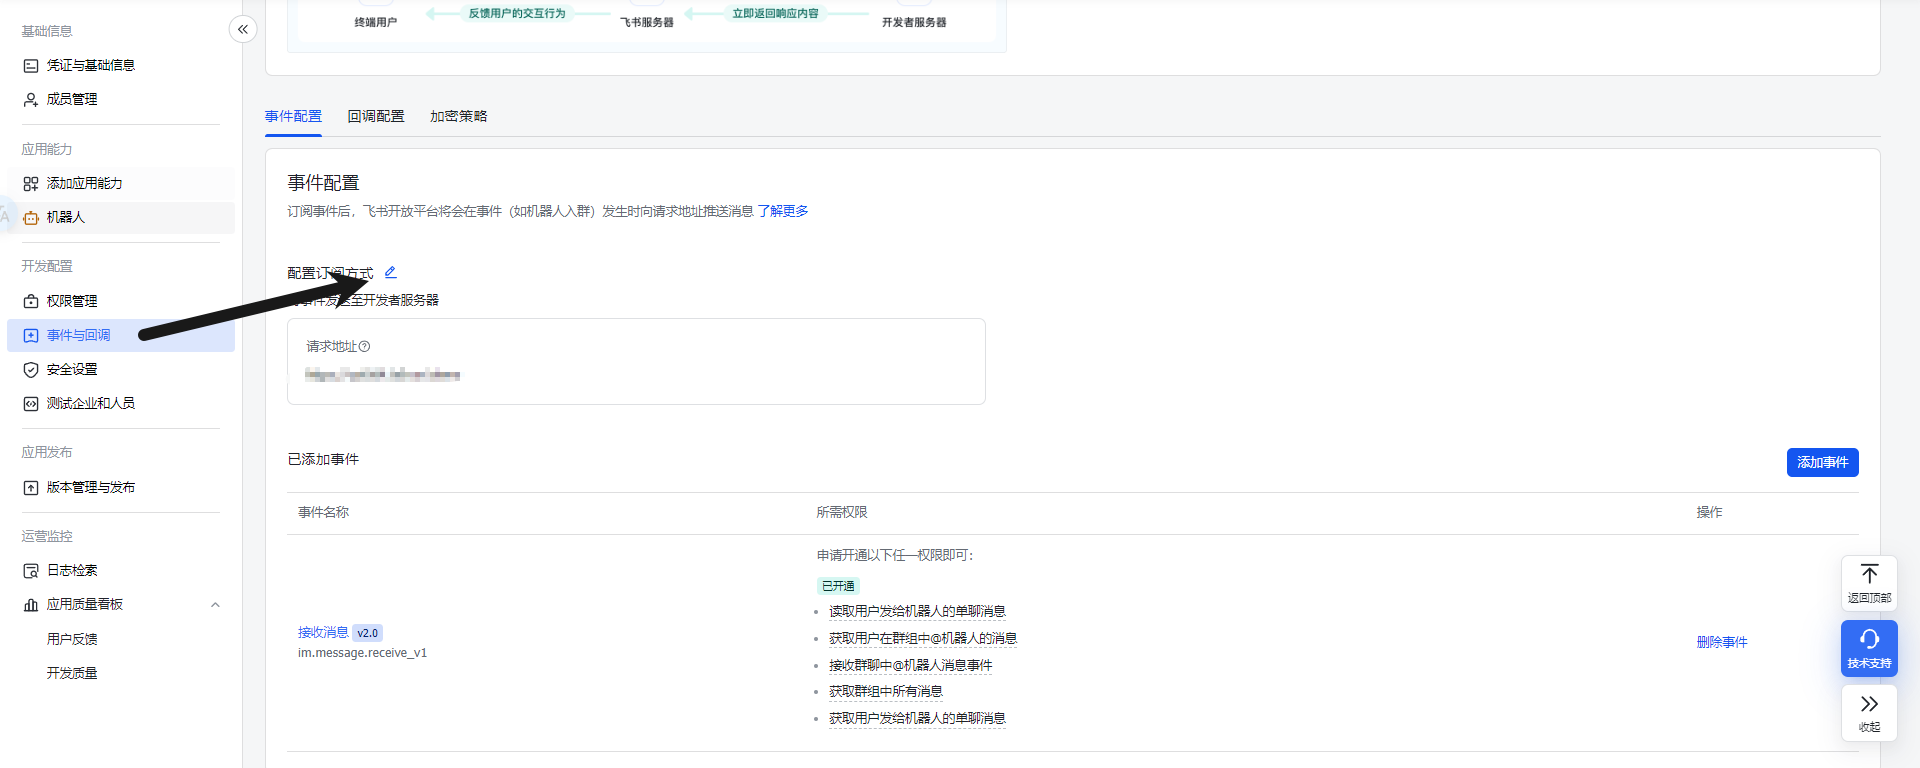 基础信息
凭证与基础信息
成员管理
应用能力
添加应用能力
机器人
开发配置
权限管理
事件与回调
安全设置
测试企业和人员
应用发布
版本管理与发布
运营监控
日志检索
应用质量看板
用户反馈
开发质量
终端用户
反馈用户的交互行为
飞书服务器
立即返回响应内容
开发者服务器
事件配置 回调配置 加密策略
事件配置
订阅事件后，飞书开放平台将会在事件（如机器人入群）发生时向请求地址推送消息 了解更多
配置订阅方式
事件发送至开发者服务器
请求地址
已添加事件
添加事件
事件名称 所需权限 操作
接收消息 v2.0
im.message.receive_v1
申请开通以下任一权限即可：
已开通
读取用户发给机器人的单聊消息
获取用户在群组中@机器人的消息
接收群聊中@机器人消息事件
获取群组中所有消息
获取用户发给机器人的单聊消息
删除事件
返回顶部
技术支持
收起